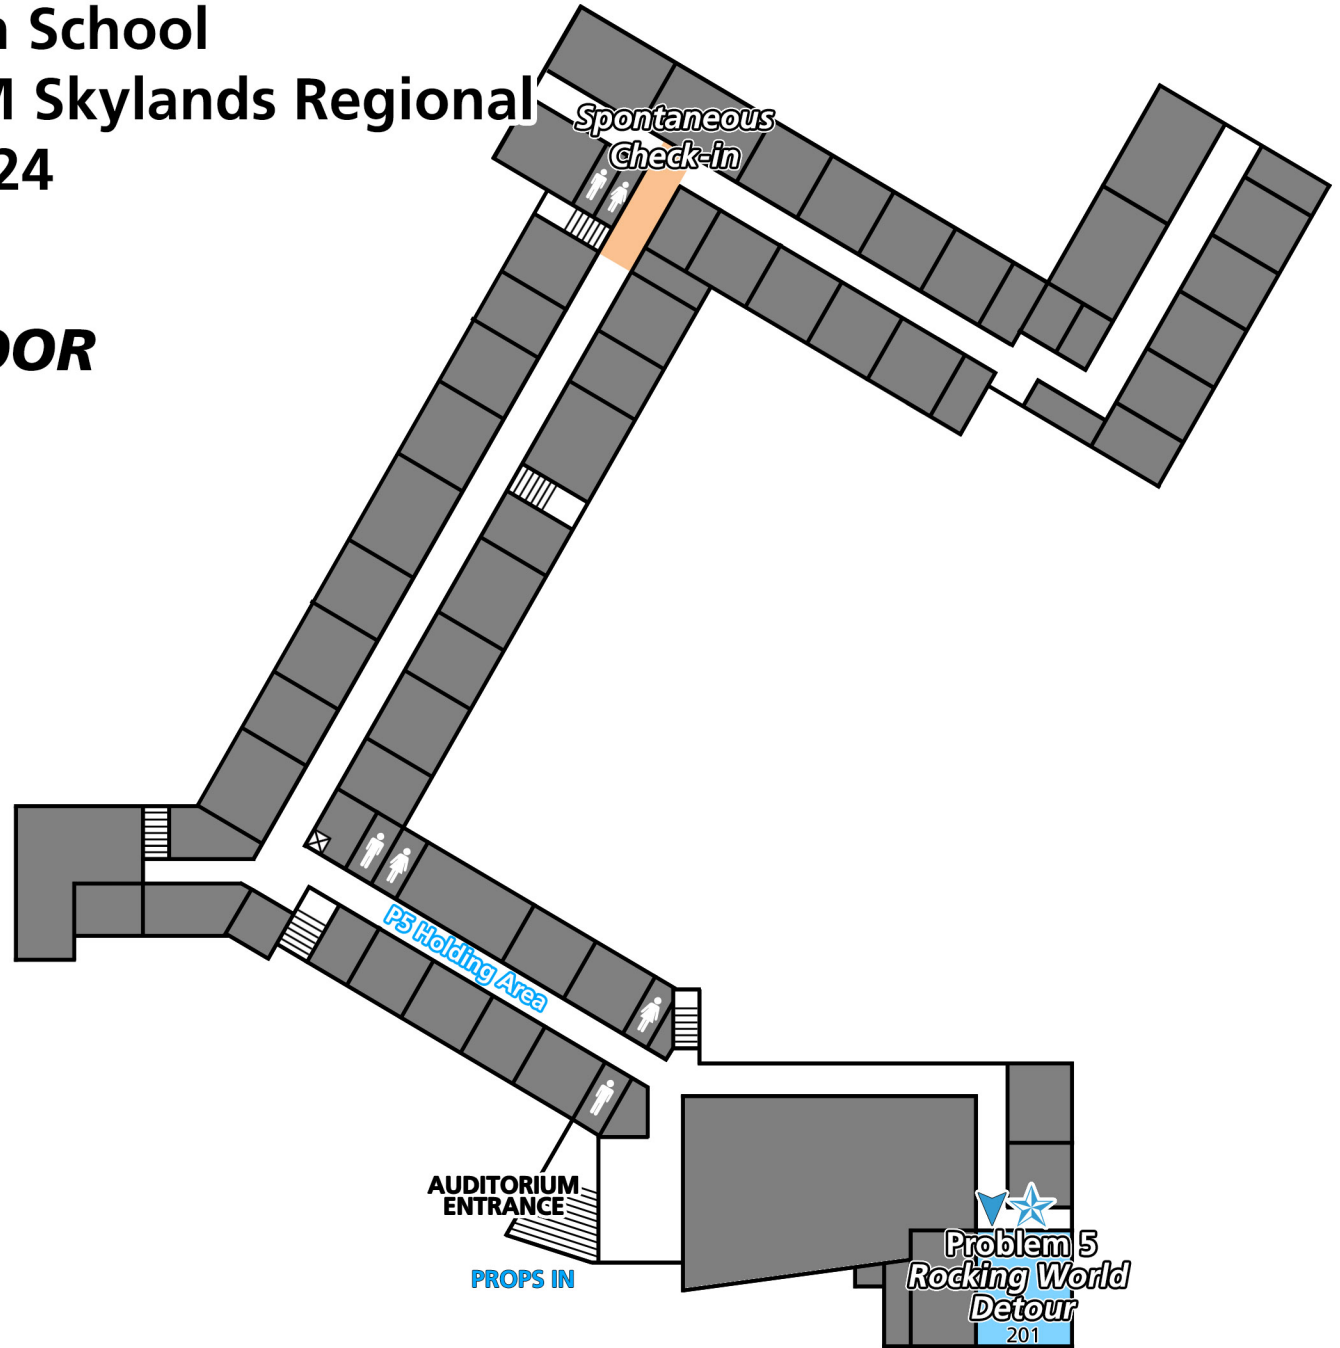 School
Skylands Regional
24
Spontaneous
Check-in
P5 Holding Area
AUDITORIUM
ENTRANCE
PROPS IN
Problem 5
Rocking World
Detour
201